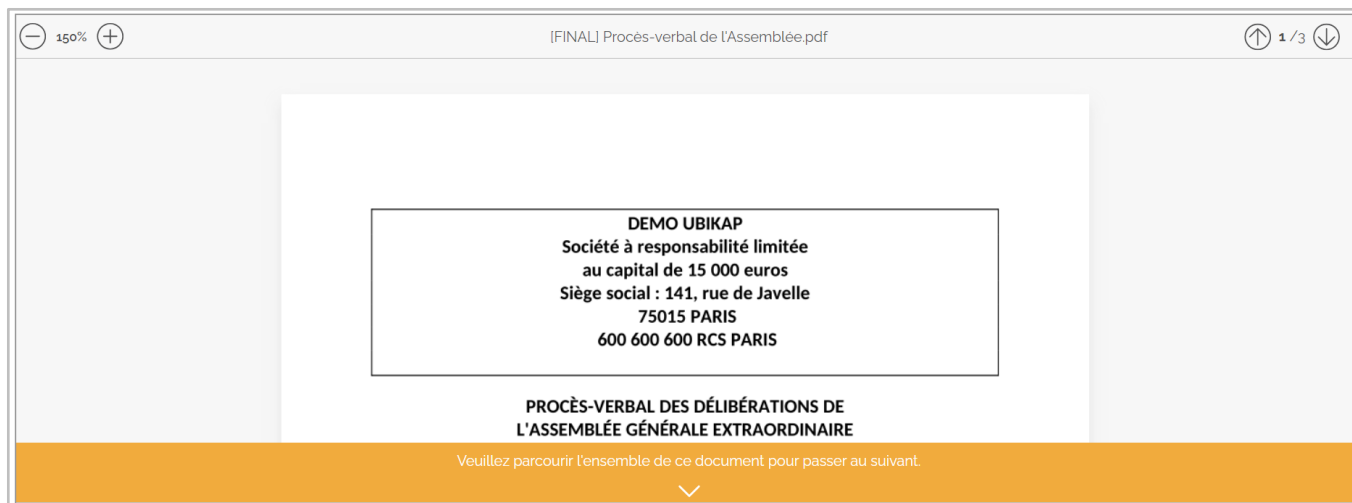 150%
[FINAL] Procès-verbal de l'Assemblée.pdf
1 /3
DEMO UBIKAP
Société à responsabilité limitée
au capital de 15 000 euros
Siège social : 141, rue de Javelle
75015 PARIS
600 600 600 RCS PARIS
PROCÈS-VERBAL DES DÉLIBÉRATIONS DE
L'ASSEMBLÉE GÉNÉRALE EXTRAORDINAIRE
Veuillez parcourir l'ensemble de ce document pour passer au suivant.